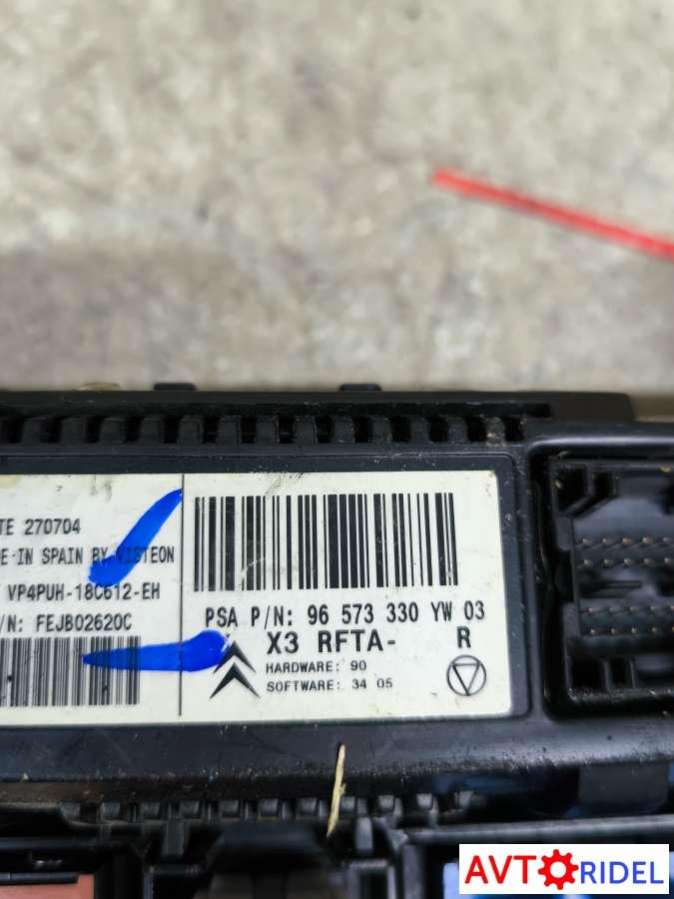 TE 270704
E IN SPAIN BY VISTEON
VP4PUH-18C612-EH
/N: FEJB02620C
PSA P/N: 96 573 330 YW 03
X3 RFTA- R
HARDWARE: 90
SOFTWARE: 34 05
AVTORIDEL